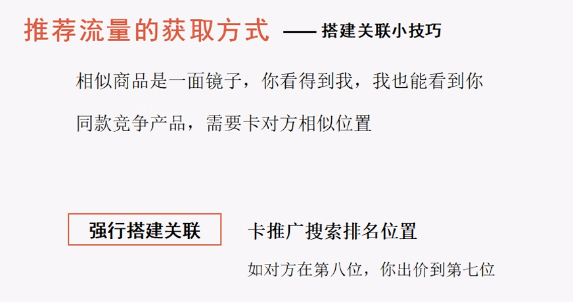 推荐流量的获取方式 —— 搭建关联小技巧
相似商品是一面镜子，你看得到我，我也能看到你
同款竞争产品，需要卡对方相似位置
强行搭建关联 卡推广搜索排名位置
如对方在第八位，你出价到第七位